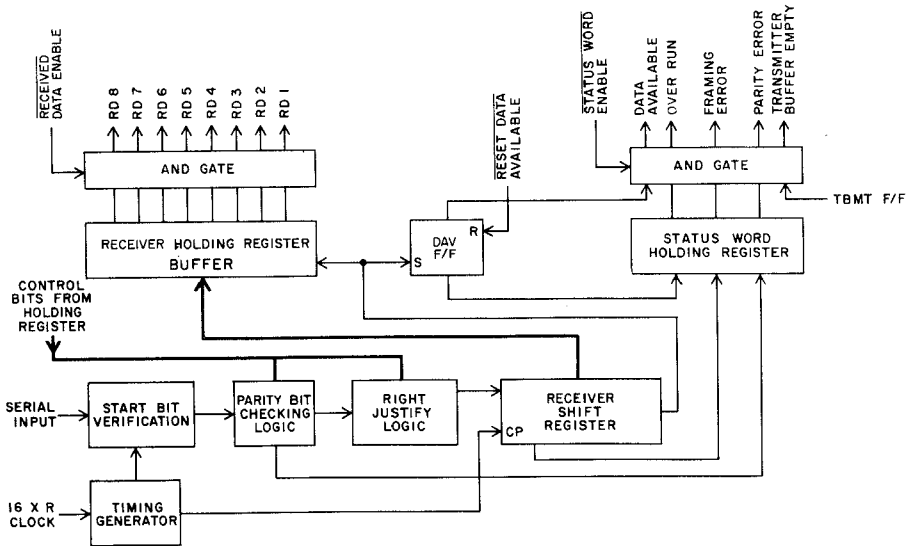 RECEIVED
DATA ENABLE
RD 8
RD 7
RD 6
RD 5
RD 4
RD 3
RD 2
RD 1
AND GATE
RECEIVER HOLDING REGISTER
BUFFER
RESET DATA
AVAILABLE
DAV
F/F
R
S
STATUS WORD
ENABLE
DATA
AVAILABLE
OVER RUN
FRAMING
ERROR
PARITY ERROR
TRANSMITTER
BUFFER EMPTY
AND GATE
TBMT F/F
STATUS WORD
HOLDING REGISTER
CONTROL
BITS FROM
HOLDING
REGISTER
SERIAL
INPUT
START BIT
VERIFICATION
PARITY BIT
CHECKING
LOGIC
RIGHT
JUSTIFY
LOGIC
RECEIVER
SHIFT
REGISTER
CP
16 X R
CLOCK
TIMING
GENERATOR